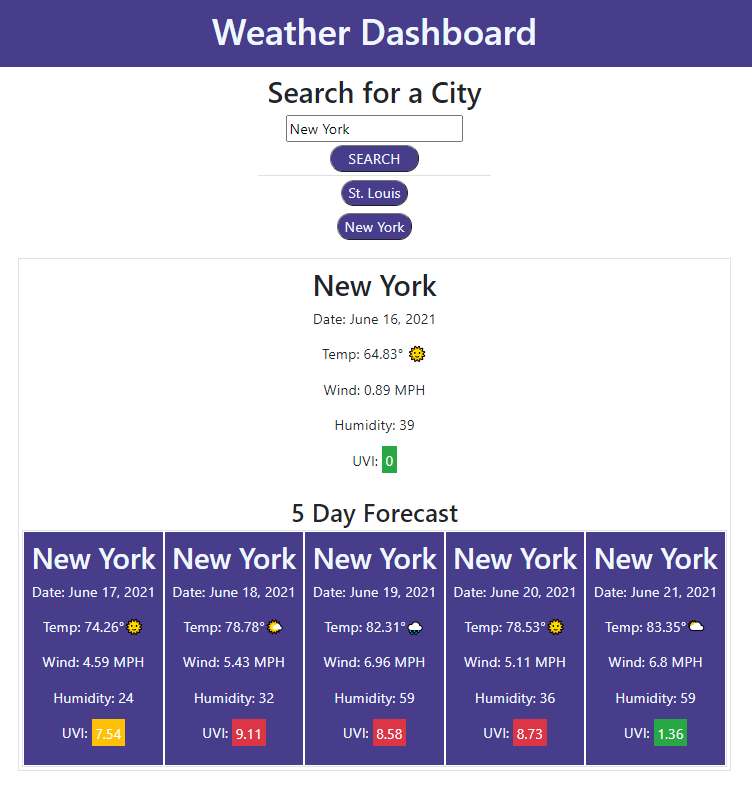 Weather Dashboard
Search for a City
New York
SEARCH
St. Louis
New York
New York
Date: June 16, 2021
Temp: 64.83°
Wind: 0.89 MPH
Humidity: 39
UVI: 0
5 Day Forecast
New York
Date: June 17, 2021
Temp: 74.26°
Wind: 4.59 MPH
Humidity: 24
UVI: 7.54
New York
Date: June 18, 2021
Temp: 78.78°
Wind: 5.43 MPH
Humidity: 32
UVI: 9.11
New York
Date: June 19, 2021
Temp: 82.31°
Wind: 6.96 MPH
Humidity: 59
UVI: 8.58
New York
Date: June 20, 2021
Temp: 78.53°
Wind: 5.11 MPH
Humidity: 36
UVI: 8.73
New York
Date: June 21, 2021
Temp: 83.35°
Wind: 6.8 MPH
Humidity: 59
UVI: 1.36